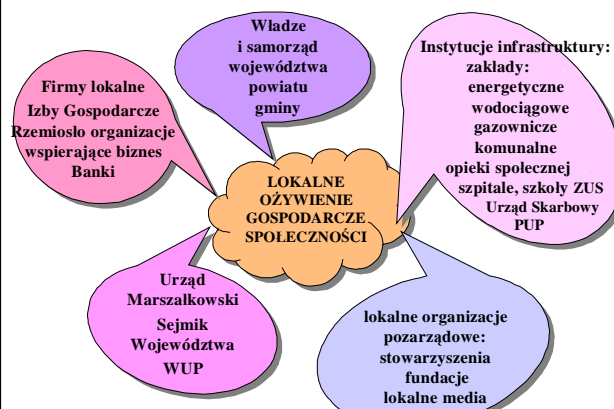 Władze
i samorząd
województwa
powiatu
gminy
Instytucje infrastruktury:
zakłady:
energetyczne
wodociągowe
gazownicze
komunalne
opieki społecznej
szpitale, szkoły ZUS
Urząd Skarbowy
PUP
Firmy lokalne
Izby Gospodarcze
Rzemiosło organizacje
wspierające biznes
Banki
LOKALNE
OŻYWIENIE
GOSPODARCZE
SPOŁECZNOŚCI
Urząd
Marszałkowski
Sejmik
Województwa
WUP
lokalne organizacje
pozarządowe:
stowarzyszenia
fundacje
lokalne media